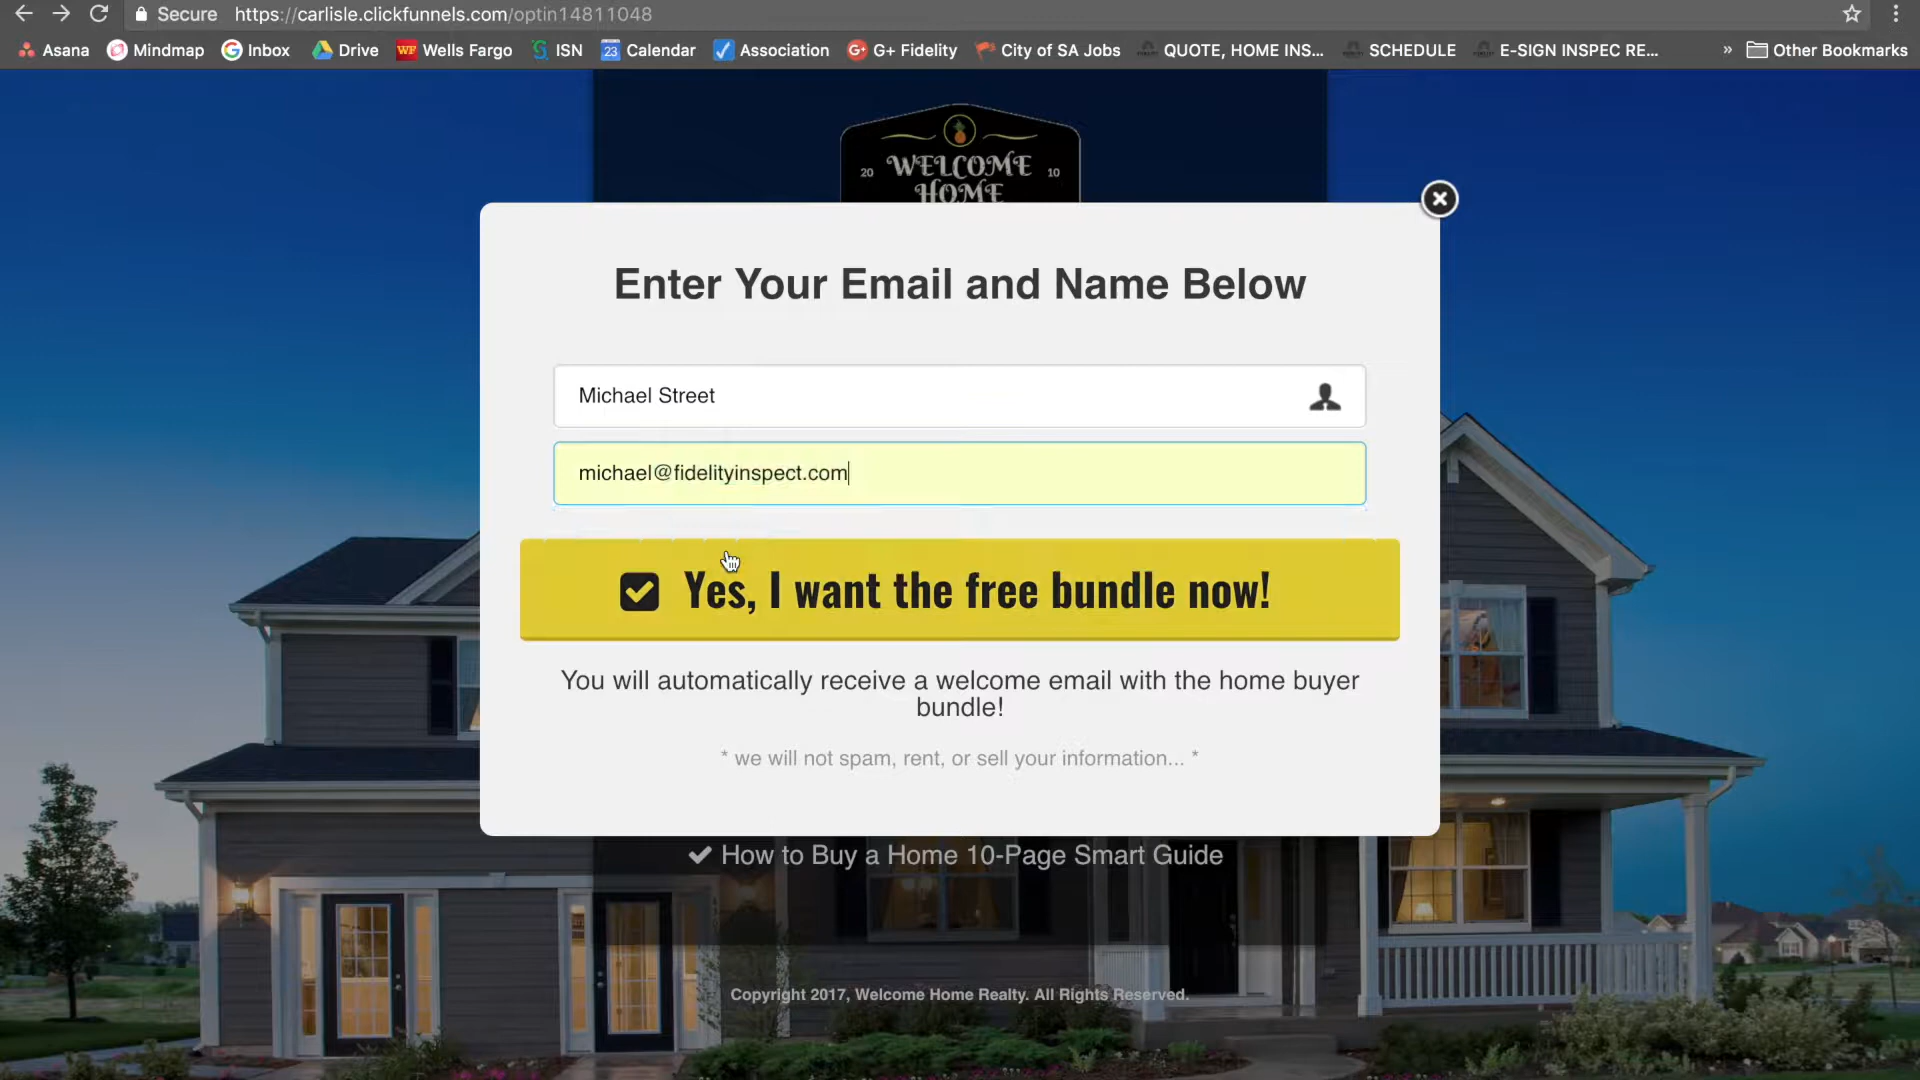 Secure https://carlisle.clickfunnels.com/optin14811048
Asana Mindmap Inbox Drive Wells Fargo ISN Calendar Association G+ Fidelity City of SA Jobs QUOTE, HOME INS... SCHEDULE E-SIGN INSPEC RE... » Other Bookmarks
20 WELCOME 10
HOME
Enter Your Email and Name Below
Michael Street
michael@fidelityinspect.com
Yes, I want the free bundle now!
You will automatically receive a welcome email with the home buyer
bundle!
* we will not spam, rent, or sell your information... *
How to Buy a Home 10-Page Smart Guide
Copyright 2017, Welcome Home Realty. All Rights Reserved.